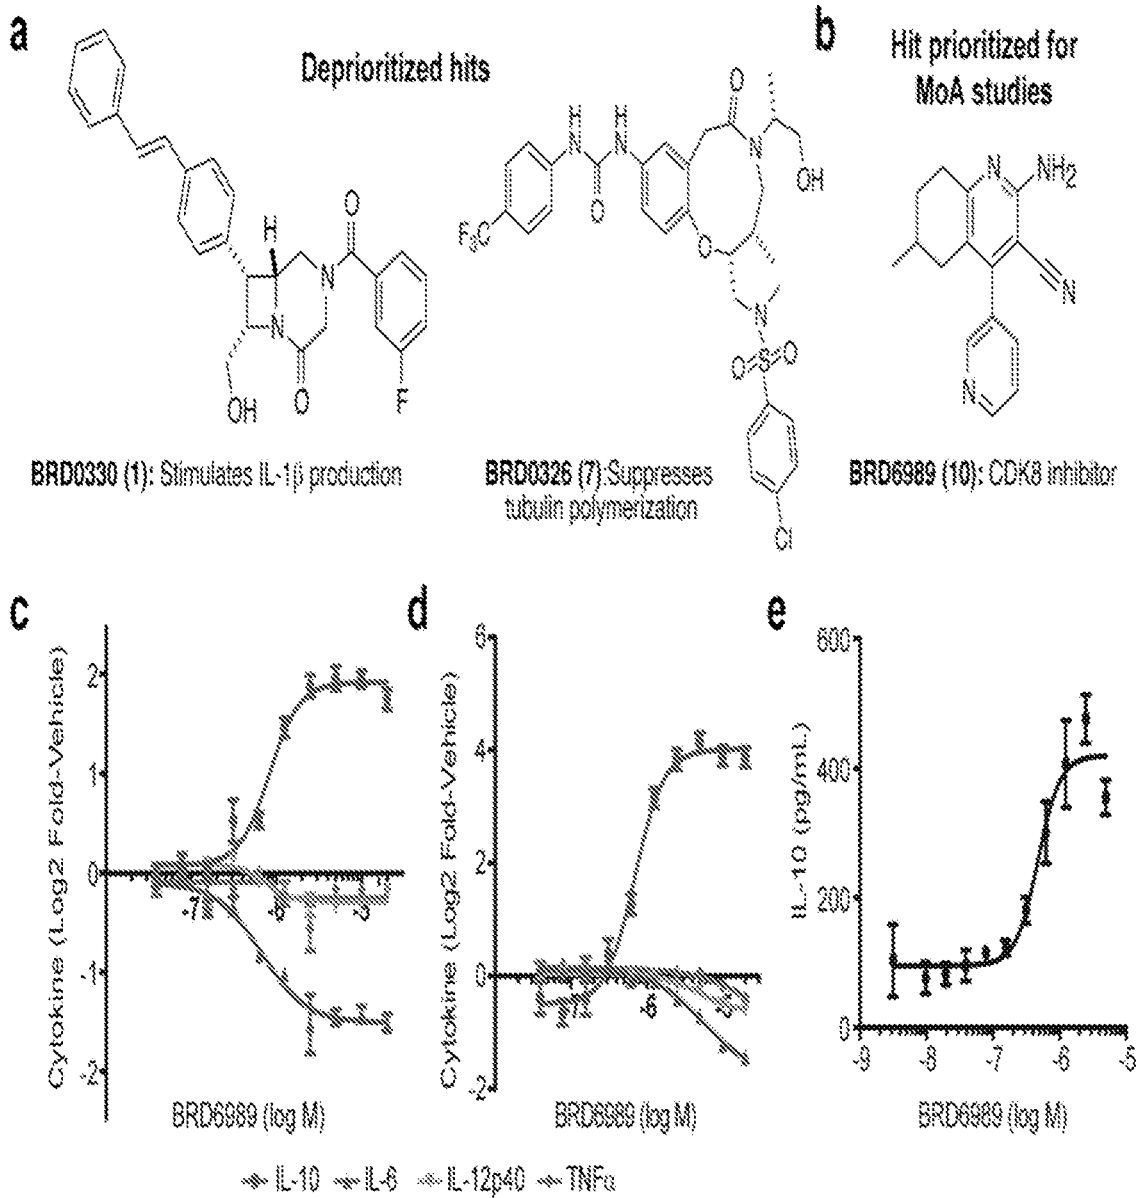 a
b
Deprioritized hits
Hit prioritized for
MoA studies
H
N
O
N
O
F
OH
H
N
H
N
O
F3C
O
N
OH
O
N
O
S
O
Cl
N
NH2
N
N
BRD0330 (1): Stimulates IL-1β production
BRD0326 (7):Suppresses
tubulin polymerization
BRD6989 (10): CDK8 inhibitor
c
d
e
Cytokine (Log2 Fold-Vehicle)
2
1
0
-1
-2
-7
-6
BRD6989 (log M)
Cytokine (Log2 Fold-Vehicle)
6
4
2
0
-2
-7
-6
-5
BRD6989 (log M)
IL-10 (pg/mL)
600
400
200
0
-9
-8
-7
-6
-5
BRD6989 (log M)
IL-10 IL-6 IL-12p40 TNFα